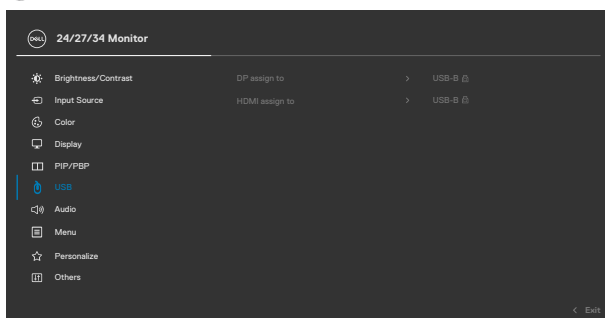 DELL 24/27/34 Monitor
Brightness/Contrast DP assign to > USB-B
Input Source HDMI assign to > USB-B
Color
Display
PIP/PBP
USB
Audio
Menu
Personalize
Others
< Exit